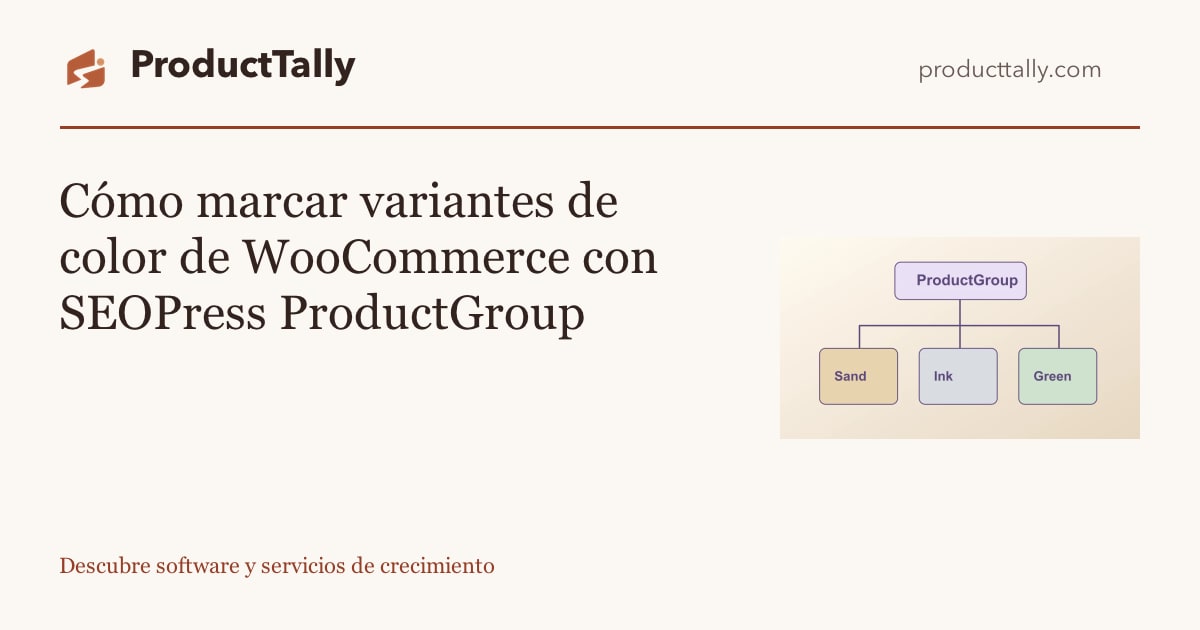 ProductTally
producttally.com
Cómo marcar variantes de
color de WooCommerce con
SEOPress ProductGroup
ProductGroup
Sand
Ink
Green
Descubre software y servicios de crecimiento